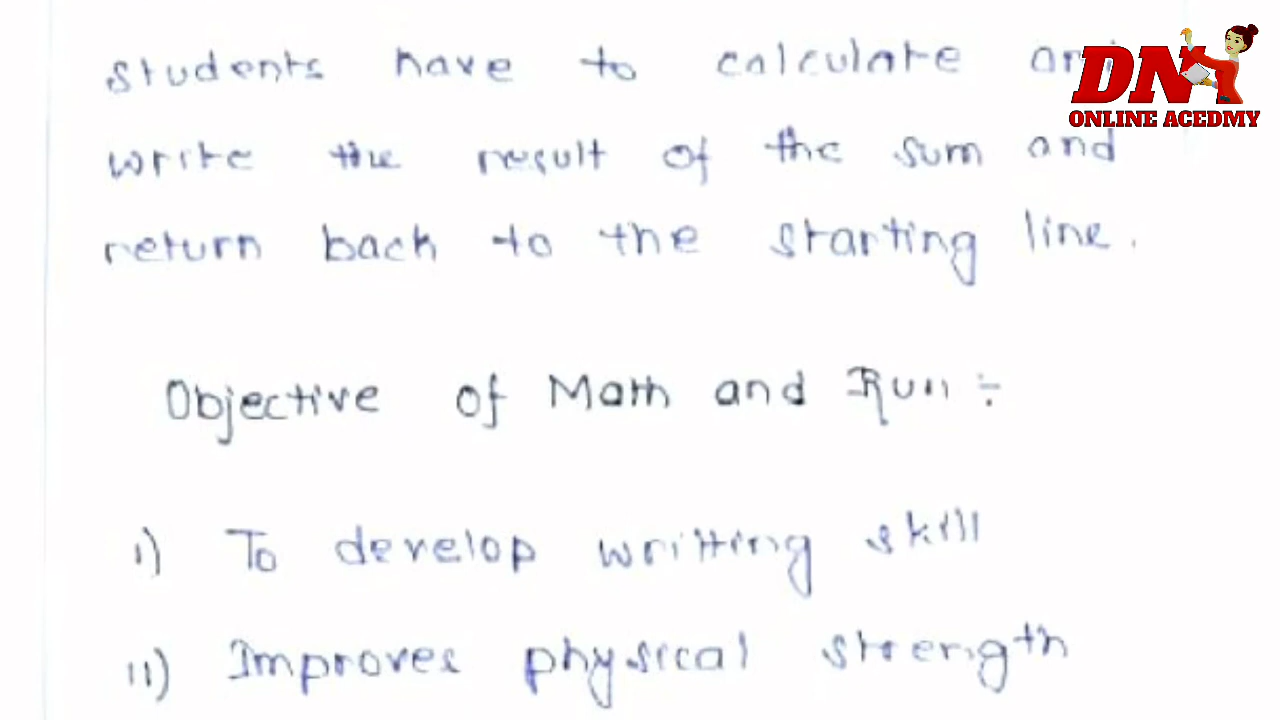 students have to calculate and
write the result of the sum and
return back to the starting line.
Objective of Math and Run ÷
i) To develop writting skill
ii) Improves physical strength
DN
ONLINE ACEDMY